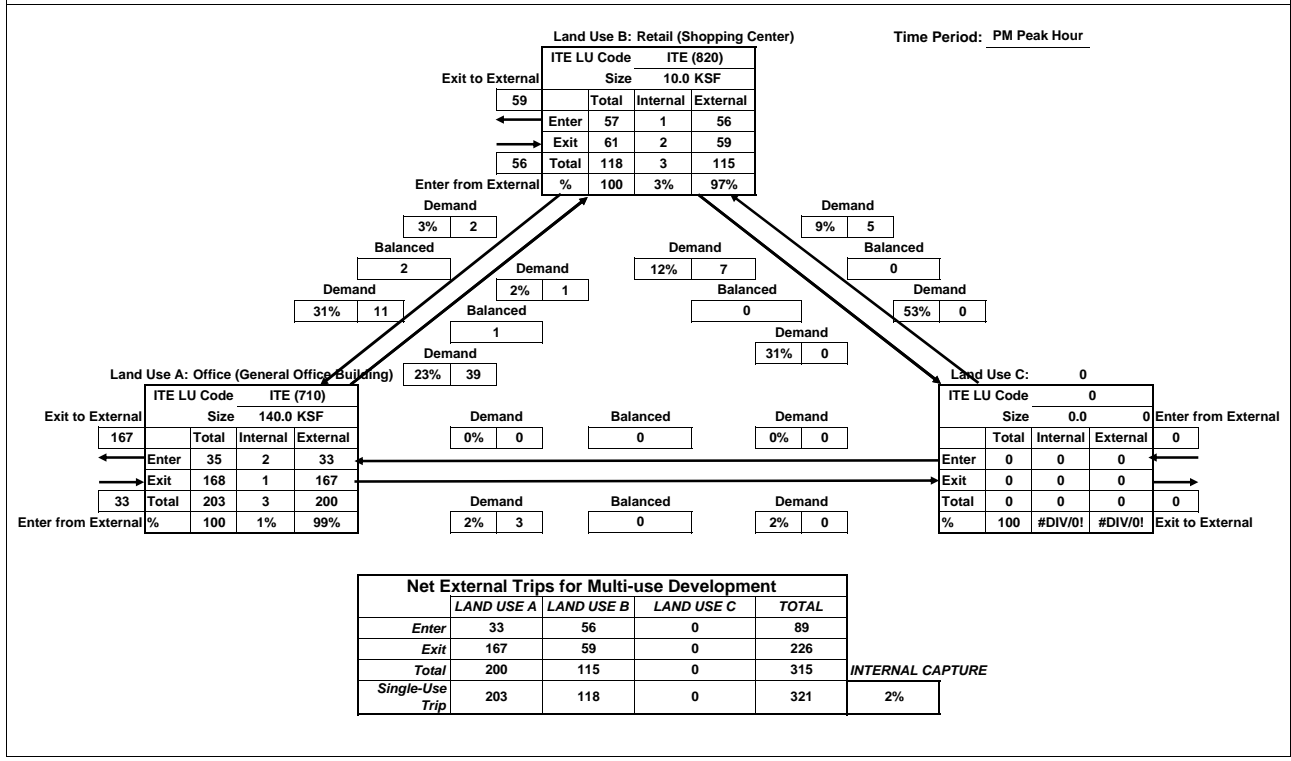 Land Use B: Retail (Shopping Center)
Time Period: PM Peak Hour
ITE LU Code ITE (820)
Exit to External Size 10.0 KSF
59 Total Internal External
Enter 57 1 56
Exit 61 2 59
56 Total 118 3 115
Enter from External % 100 3% 97%
Demand
3% 2
Balanced
2
Demand
31% 11
Demand
2% 1
Balanced
1
Demand
23% 39
Demand
12% 7
Balanced
0
Demand
31% 0
Demand
9% 5
Balanced
0
Demand
53% 0
Land Use A: Office (General Office Building)
ITE LU Code ITE (710)
Exit to External Size 140.0 KSF
167 Total Internal External
Enter 35 2 33
Exit 168 1 167
33 Total 203 3 200
Enter from External % 100 1% 99%
Demand Balanced Demand
0% 0 0 0% 0
Demand Balanced Demand
2% 3 0 2% 0
Land Use C: 0
ITE LU Code 0
Size 0.0 0 Enter from External
Total Internal External 0
Enter 0 0 0
Exit 0 0 0
Total 0 0 0 0
% 100 #DIV/0! #DIV/0! Exit to External
Net External Trips for Multi-use Development
LAND USE A LAND USE B LAND USE C TOTAL
Enter 33 56 0 89
Exit 167 59 0 226
Total 200 115 0 315 INTERNAL CAPTURE
Single-Use
Trip 203 118 0 321 2%